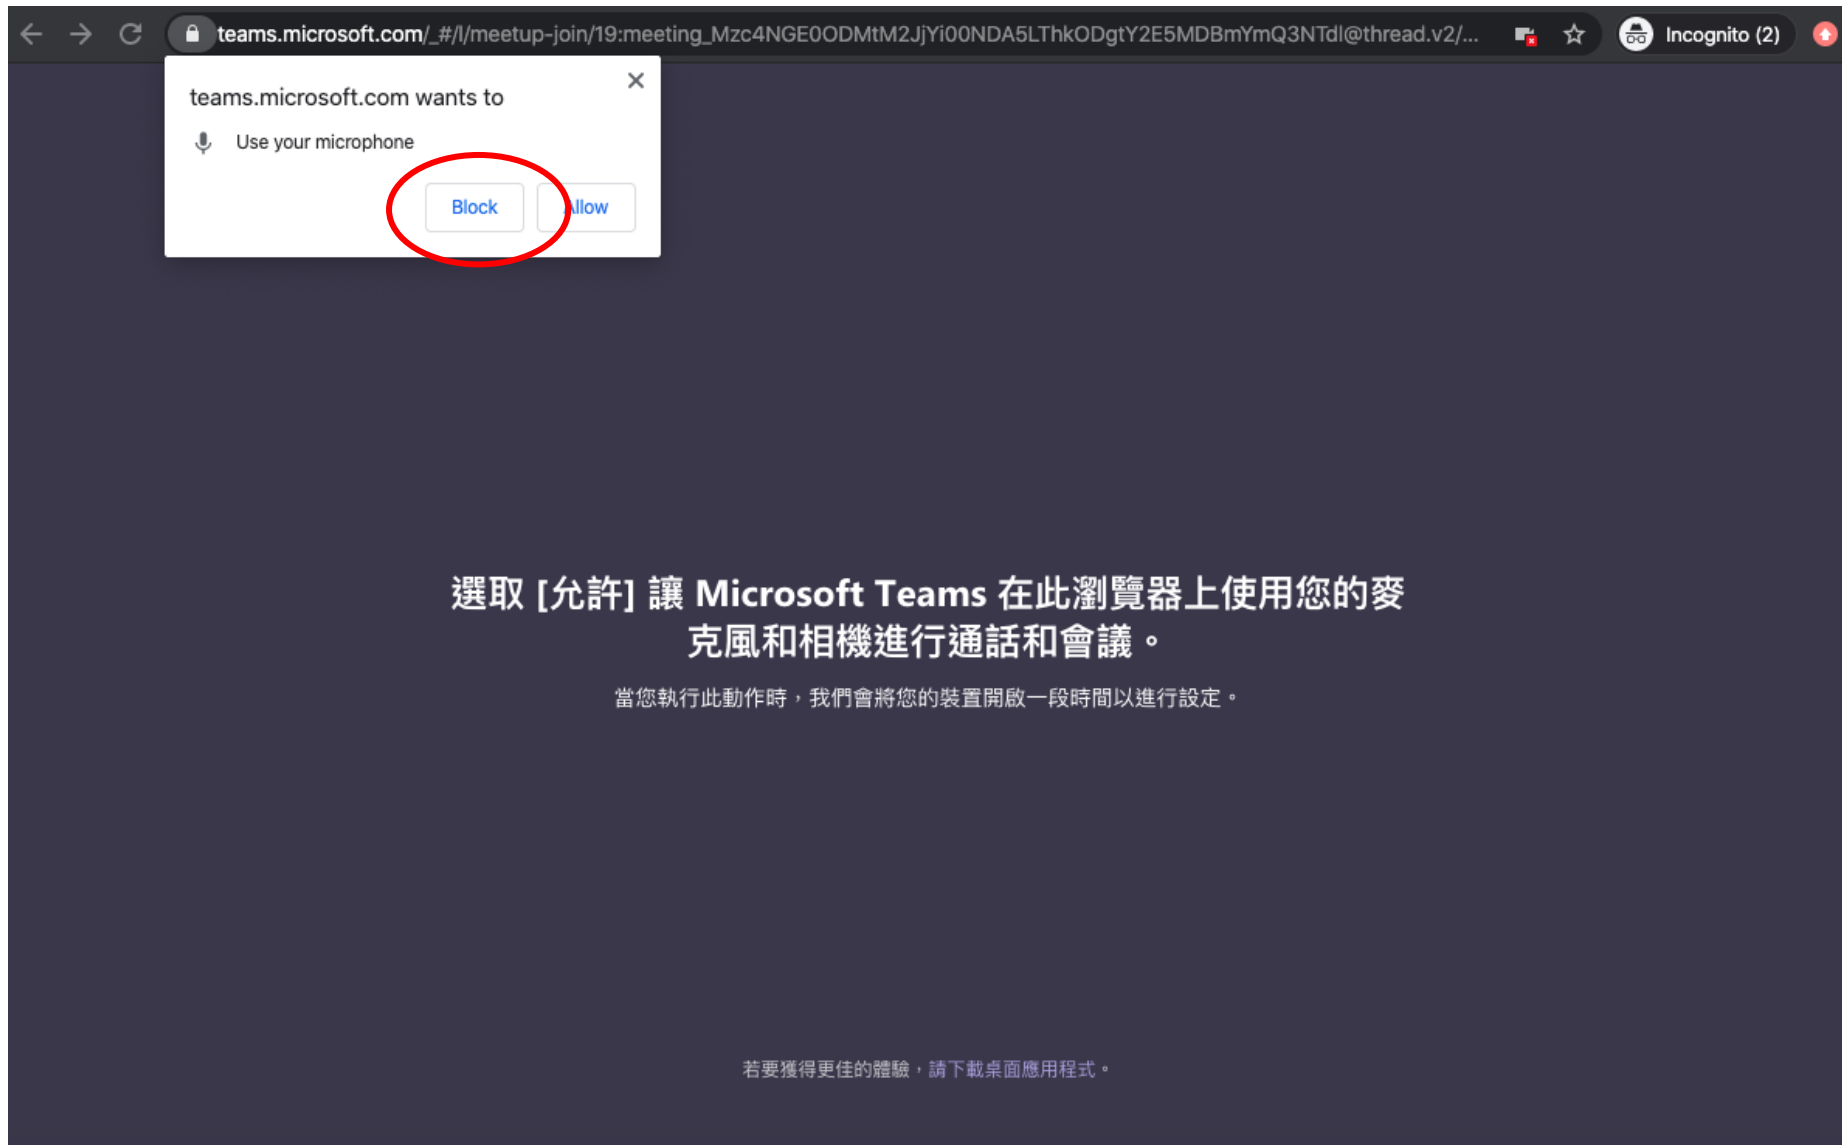 teams.microsoft.com/_#/l/meetup-join/19:meeting_Mzc4NGE0ODMtM2JjYi00NDA5LThkODgtY2E5MDBmYmQ3NTdl@thread.v2/...
Incognito (2)
teams.microsoft.com wants to
Use your microphone
Block
Allow
選取 [允許] 讓 Microsoft Teams 在此瀏覽器上使用您的麥
克風和相機進行通話和會議。
當您執行此動作時，我們會將您的裝置開啟一段時間以進行設定。
若要獲得更佳的體驗，請下載桌面應用程式。